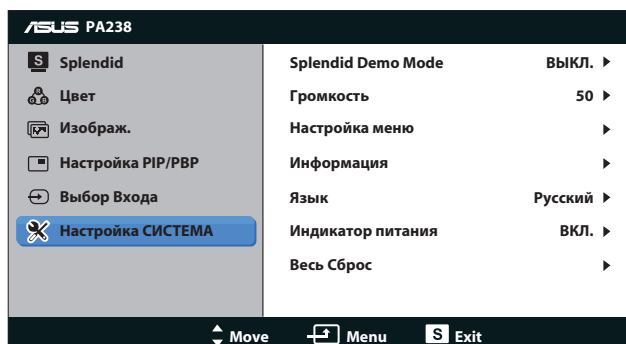 ASUS PA238
S Splendid
Цвет
Изображ.
Настройка PIP/PBP
Выбор Входа
Настройка СИСТЕМА
Splendid Demo Mode ВЫКЛ.
Громкость 50
Настройка меню
Информация
Язык Русский
Индикатор питания ВКЛ.
Весь Сброс
Move Menu S Exit